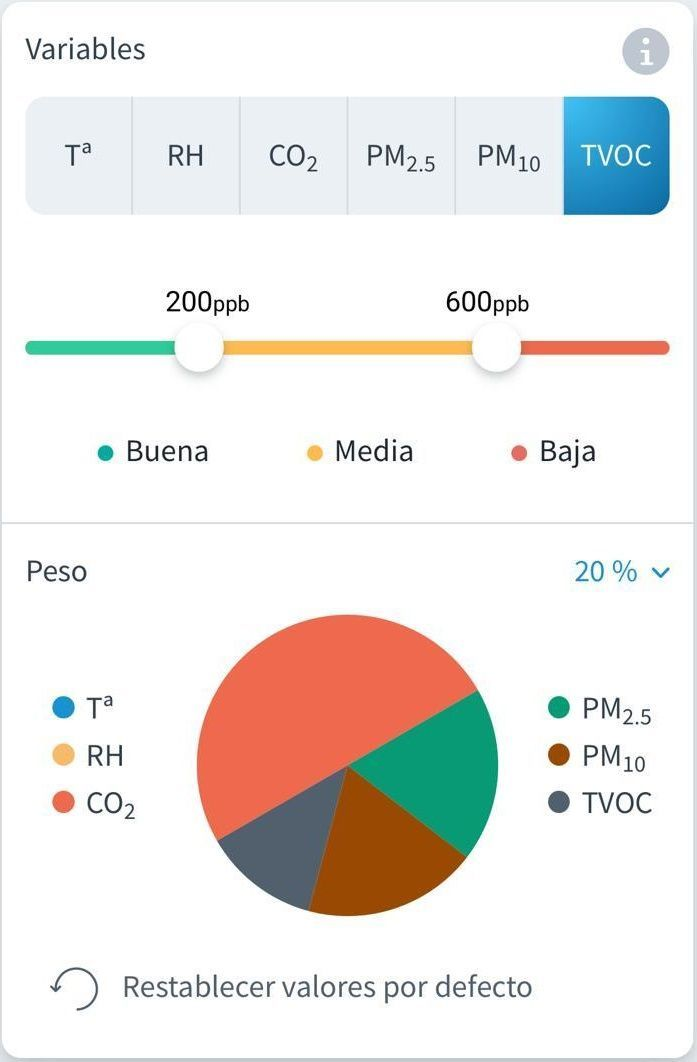 Variables
Tª RH CO₂ PM₂.₅ PM₁₀ TVOC
200ppb 600ppb
Buena Media Baja
Peso 20 %
Tª PM₂.₅
RH PM₁₀
CO₂ TVOC
Restablecer valores por defecto